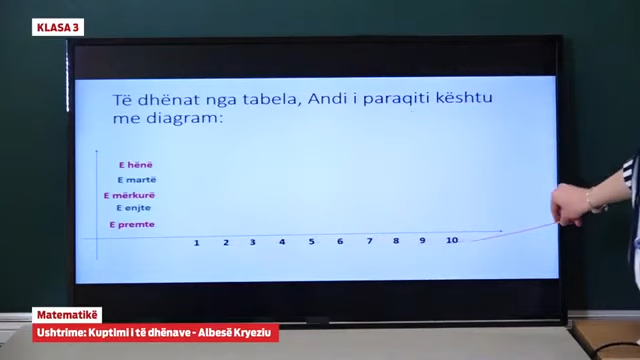 KLASA 3
Të dhënat nga tabela, Andi i paraqiti kështu
me diagram:
E hënë
E martë
E mërkurë
E enjte
E premte
1 2 3 4 5 6 7 8 9 10
Matematikë
Ushtrime: Kuptimi i të dhënave - Albesë Kryeziu